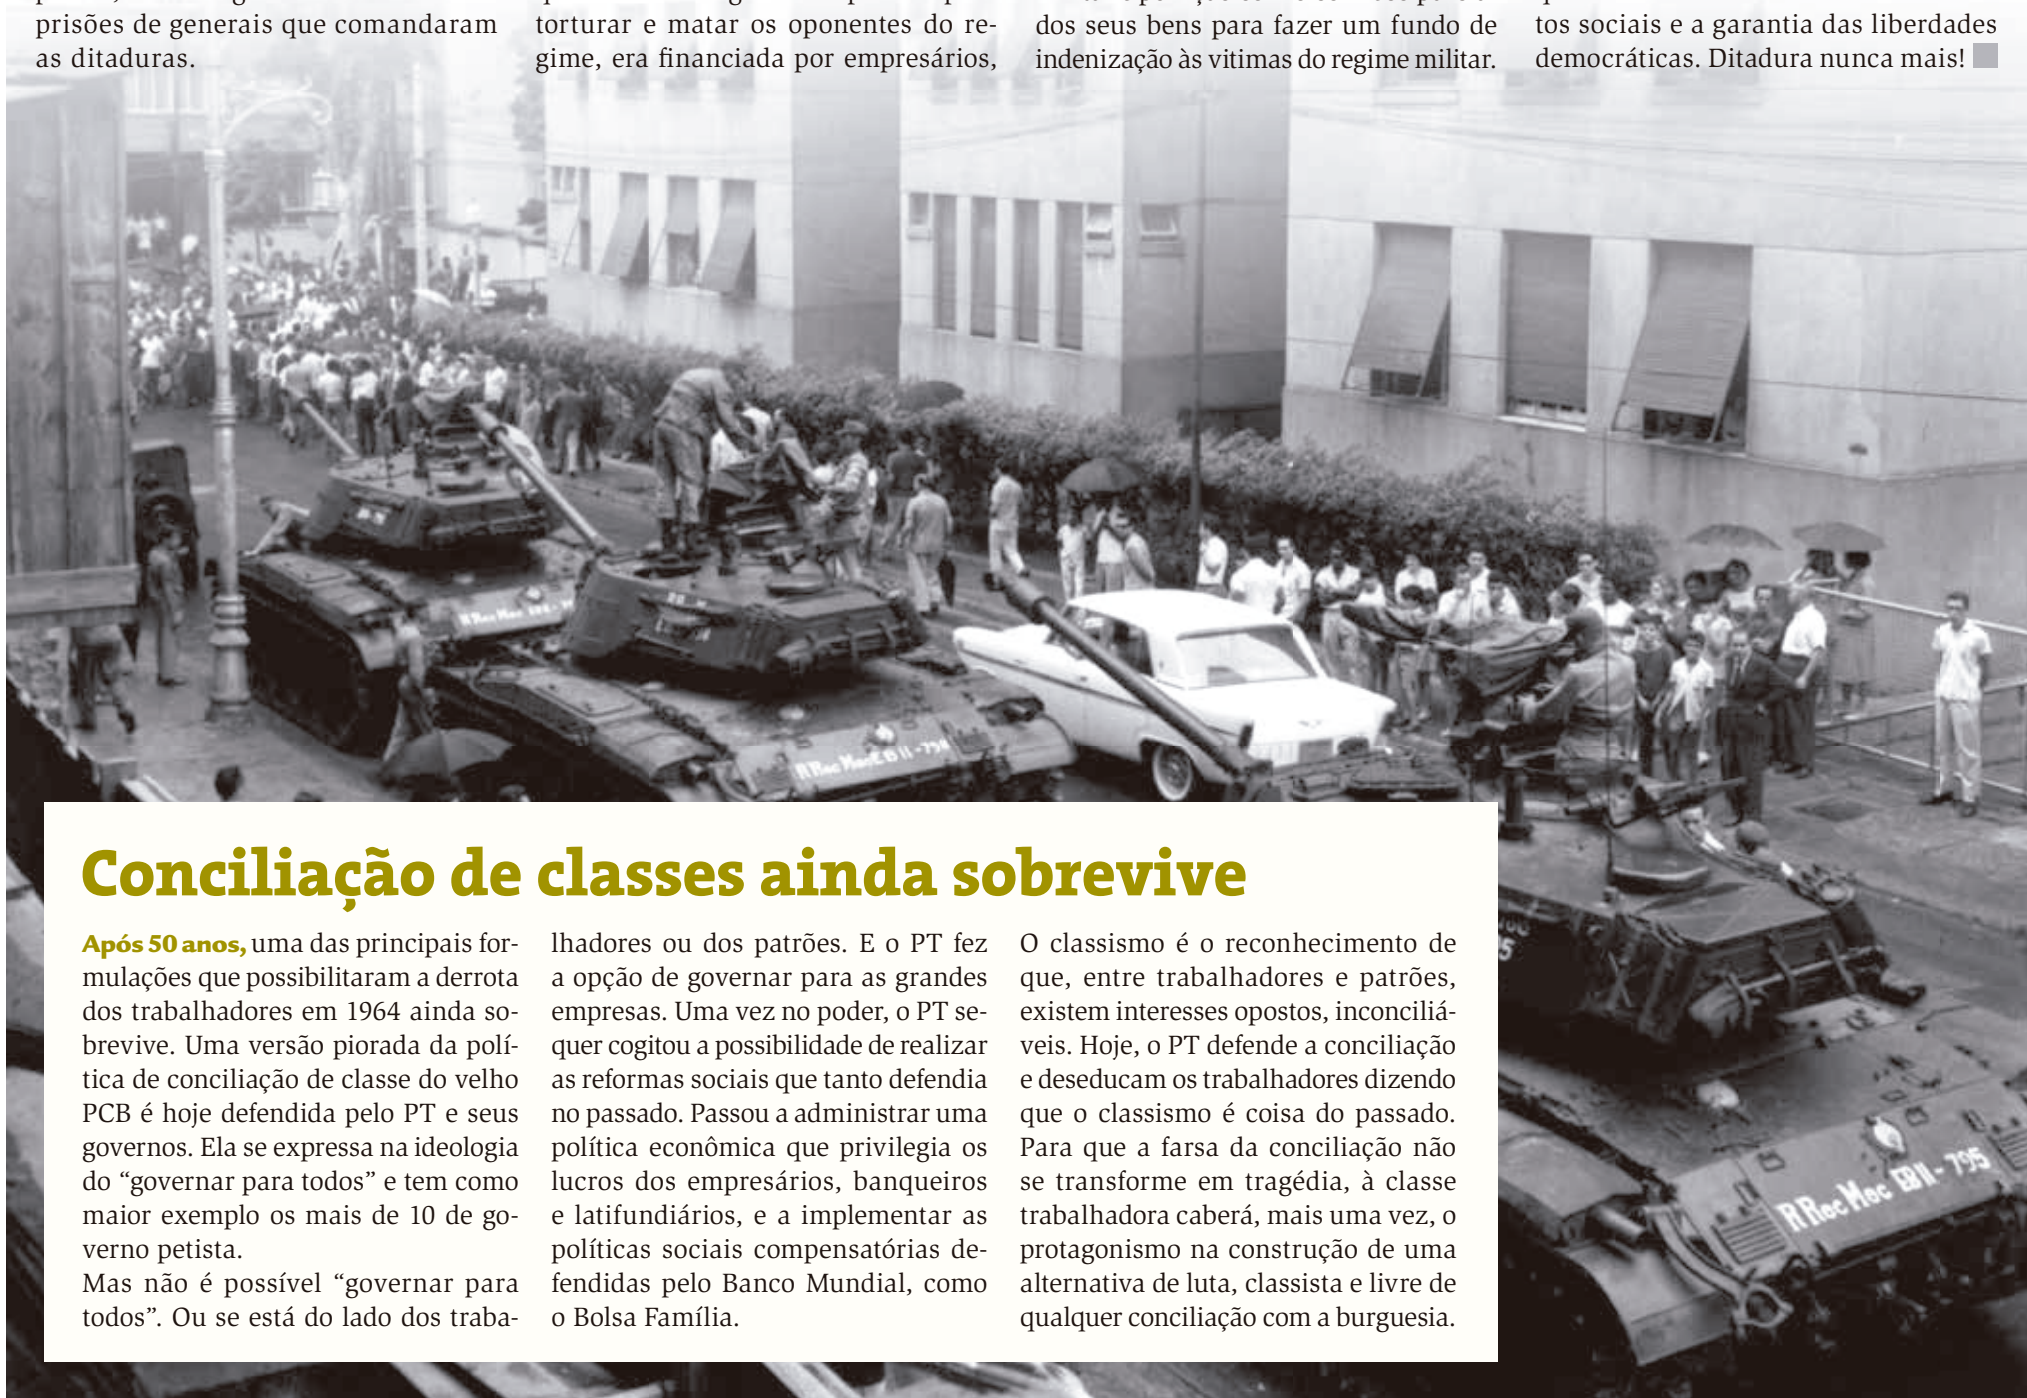 prisões de generais que comandaram
as ditaduras.
torturar e matar os oponentes do re-
gime, era financiada por empresários,
dos seus bens para fazer um fundo de
indenização às vitimas do regime militar.
tos sociais e a garantia das liberdades
democráticas. Ditadura nunca mais!
R Rec Mec EB11-
R Rec Mec EB11-79
R Rec Mec EB11-795
Conciliação de classes ainda sobrevive
Após 50 anos, uma das principais for-
mulações que possibilitaram a derrota
dos trabalhadores em 1964 ainda so-
brevive. Uma versão piorada da polí-
tica de conciliação de classe do velho
PCB é hoje defendida pelo PT e seus
governos. Ela se expressa na ideologia
do “governar para todos” e tem como
maior exemplo os mais de 10 de go-
verno petista.
Mas não é possível “governar para
todos”. Ou se está do lado dos traba-
lhadores ou dos patrões. E o PT fez
a opção de governar para as grandes
empresas. Uma vez no poder, o PT se-
quer cogitou a possibilidade de realizar
as reformas sociais que tanto defendia
no passado. Passou a administrar uma
política econômica que privilegia os
lucros dos empresários, banqueiros
e latifundiários, e a implementar as
políticas sociais compensatórias de-
fendidas pelo Banco Mundial, como
o Bolsa Família.
O classismo é o reconhecimento de
que, entre trabalhadores e patrões,
existem interesses opostos, inconciliá-
veis. Hoje, o PT defende a conciliação
e deseducam os trabalhadores dizendo
que o classismo é coisa do passado.
Para que a farsa da conciliação não
se transforme em tragédia, à classe
trabalhadora caberá, mais uma vez, o
protagonismo na construção de uma
alternativa de luta, classista e livre de
qualquer conciliação com a burguesia.